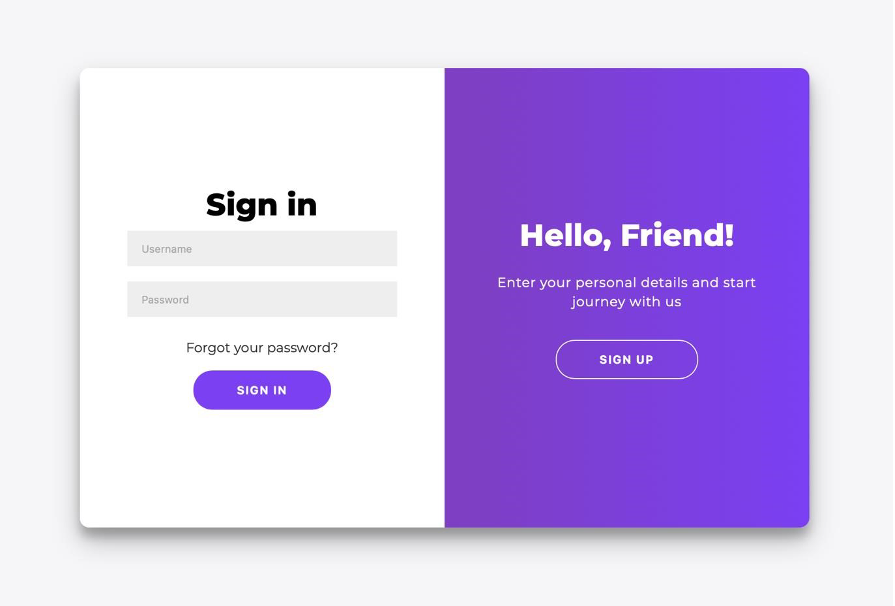 Sign in
Username
Password
Forgot your password?
SIGN IN
Hello, Friend!
Enter your personal details and start
journey with us
SIGN UP